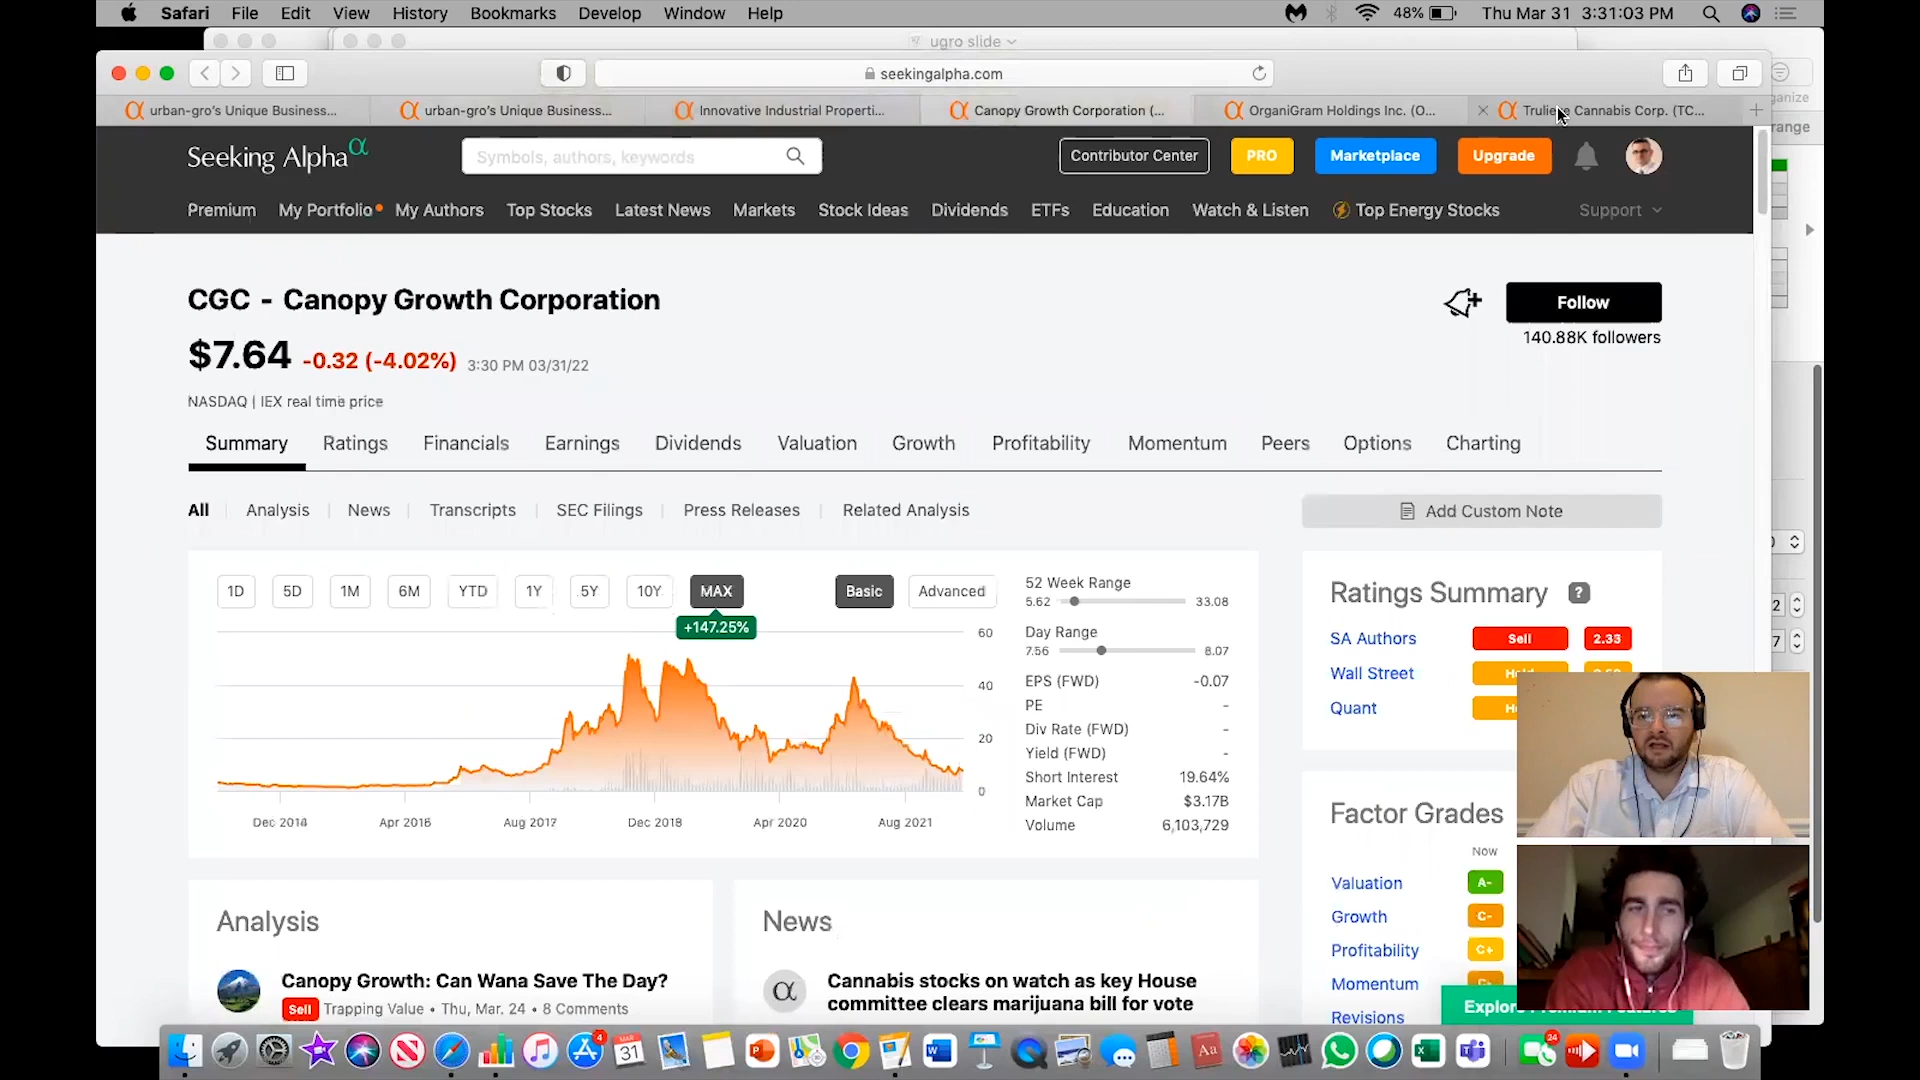 Safari File Edit View History Bookmarks Develop Window Help 48% Thu Mar 31 3:31:03 PM
ugro slide
seekingalpha.com
urban-gro's Unique Business... urban-gro's Unique Business... Innovative Industrial Properti... Canopy Growth Corporation (... OrganiGram Holdings Inc. (O... Cannabis Corp. (TC...
Seeking Alpha α Symbols, authors, keywords Contributor Center PRO Marketplace Upgrade
Premium My Portfolio My Authors Top Stocks Latest News Markets Stock Ideas Dividends ETFs Education Watch & Listen Top Energy Stocks Support
CGC - Canopy Growth Corporation
Follow
$7.64 -0.32 (-4.02%) 3:30 PM 03/31/22
140.88K followers
NASDAQ | IEX real time price
Summary Ratings Financials Earnings Dividends Valuation Growth Profitability Momentum Peers Options Charting
All Analysis News Transcripts SEC Filings Press Releases Related Analysis
Add Custom Note
1D 5D 1M 6M YTD 1Y 5Y 10Y MAX Basic Advanced
+147.25%
60
40
20
0
Dec 2014 Apr 2016 Aug 2017 Dec 2018 Apr 2020 Aug 2021
52 Week Range
5.62 33.08
Day Range
7.56 8.07
EPS (FWD) -0.07
PE -
Div Rate (FWD) -
Yield (FWD) -
Short Interest 19.64%
Market Cap $3.17B
Volume 6,103,729
Ratings Summary ?
SA Authors Sell 2.33
Wall Street
Quant
Factor Grades
Now
Valuation A-
Growth C-
Profitability C+
Momentum
Revisions
Analysis
Canopy Growth: Can Wana Save The Day?
Sell Trapping Value • Thu, Mar. 24 • 8 Comments
News
α
Cannabis stocks on watch as key House
committee clears marijuana bill for vote
4
MAR
31
Aa
24